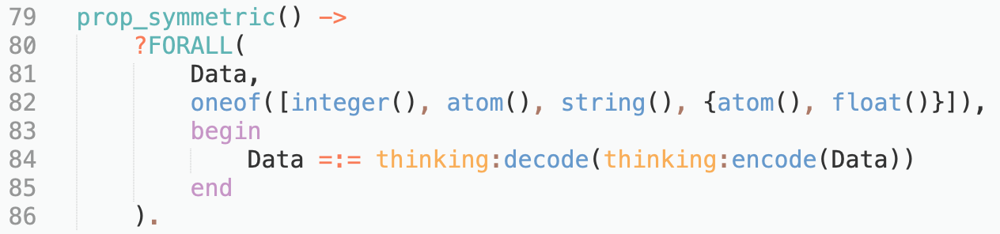 79 prop_symmetric() ->
80     ?FORALL(
81         Data,
82         oneof([integer(), atom(), string(), {atom(), float()}]),
83         begin
84             Data =:= thinking:decode(thinking:encode(Data))
85         end
86     ).